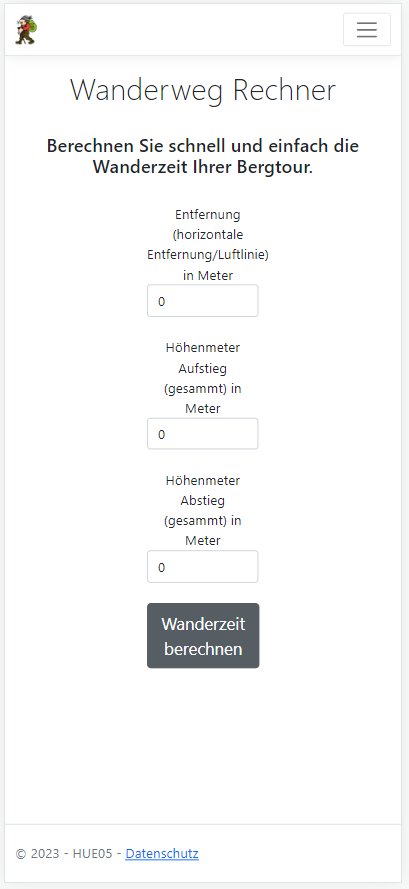 Wanderweg Rechner
Berechnen Sie schnell und einfach die
Wanderzeit Ihrer Bergtour.
Entfernung
(horizontale
Entfernung/Luftlinie)
in Meter
0
Höhenmeter
Aufstieg
(gesammt) in
Meter
0
Höhenmeter
Abstieg
(gesammt) in
Meter
0
Wanderzeit
berechnen
© 2023 - HUE05 - Datenschutz